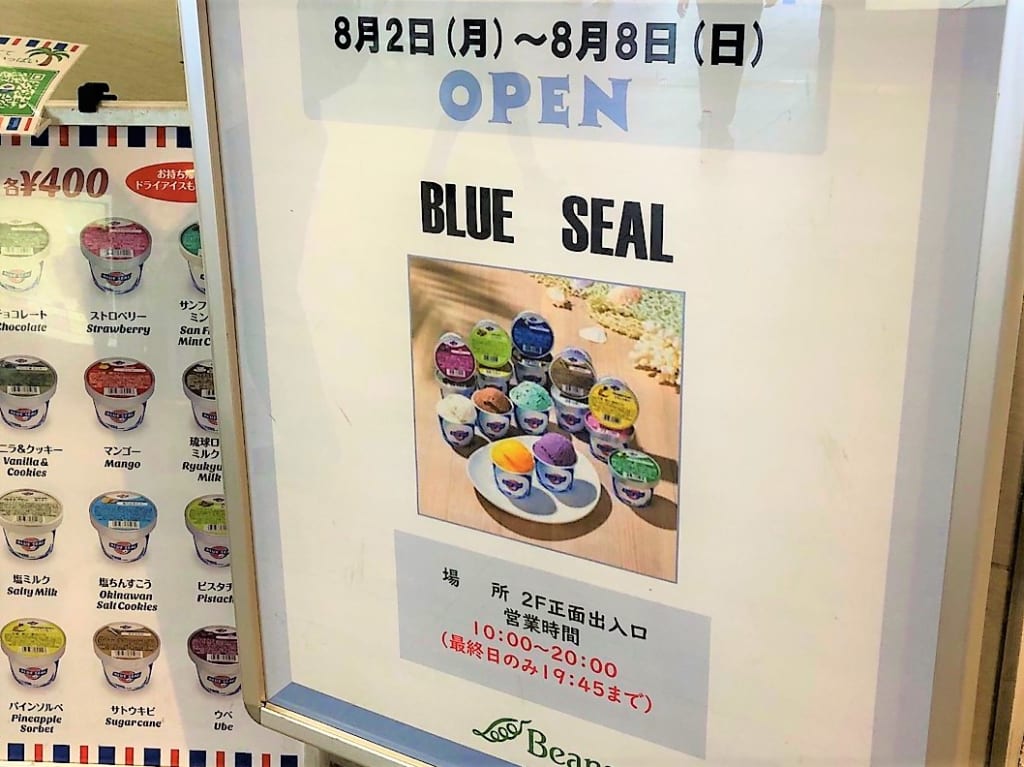 8月2日(月)~8月8日(日)
OPEN
BLUE SEAL
場 所 2F正面出入口
営業時間
10:00~20:00
(最終日のみ19:45まで)
Bean
各¥400
お持ち
ドライアイスも
チョコレート
Chocolate
ストロベリー
Strawberry
サンフ
ミン
San F
Mint C
ニラ&クッキー
Vanilla &
Cookies
マンゴー
Mango
琉球ロ
ミルク
Ryukyu
Milk
塩ミルク
Salty Milk
塩ちんすこう
Okinawan
Salt Cookies
ピスタチ
Pistach
パインソルベ
Pineapple
Sorbet
サトウキビ
Sugarcane
ウベ
Ube